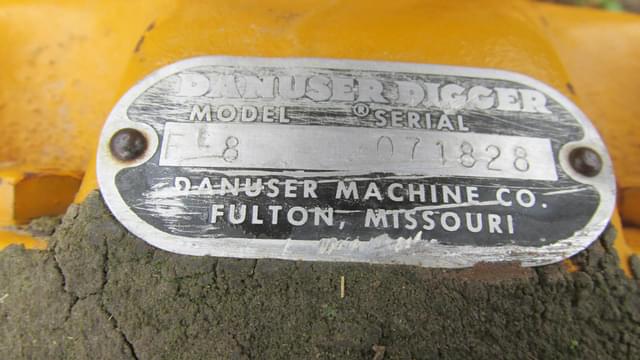 DANUSER DIGGER
MODEL ® SERIAL
071828
DANUSER MACHINE CO.
FULTON, MISSOURI